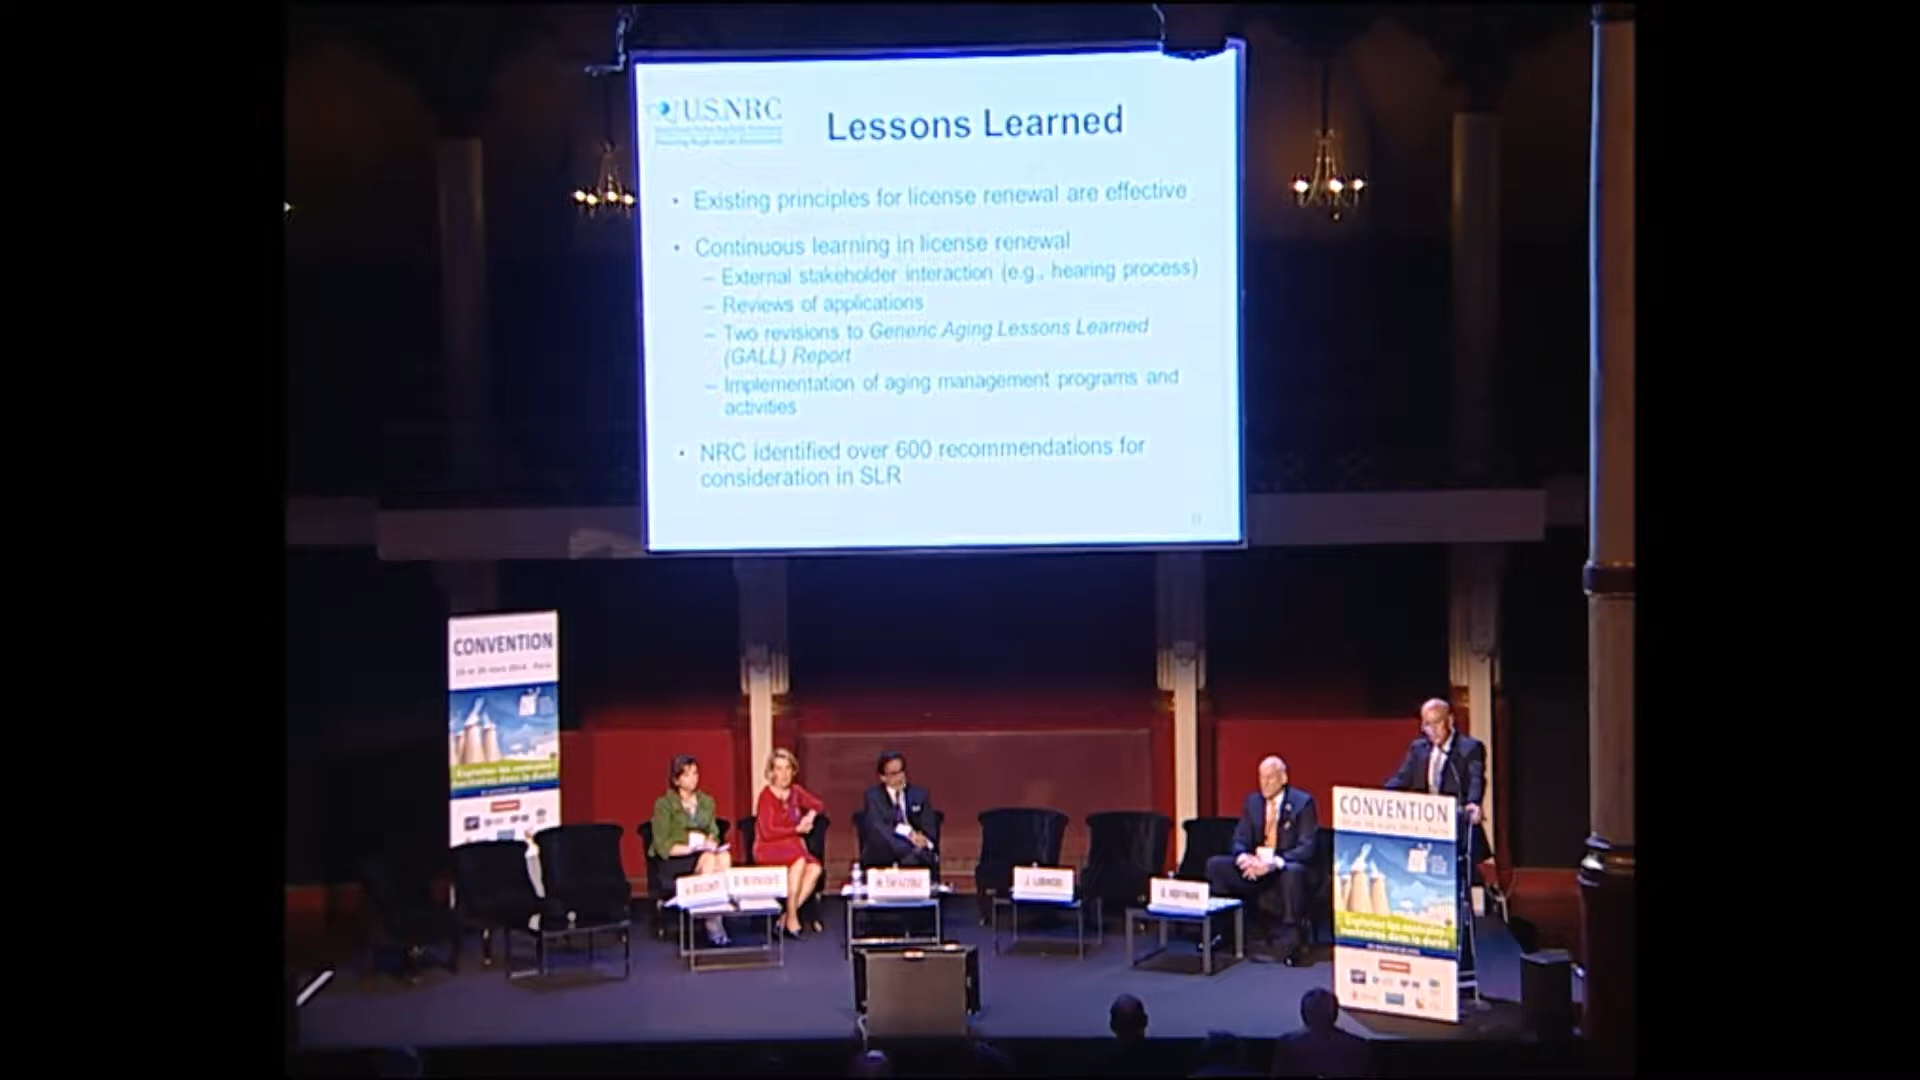 U.S.NRC
Lessons Learned
• Existing principles for license renewal are effective
• Continuous learning in license renewal
– External stakeholder interaction (e.g., hearing process)
– Reviews of applications
– Two revisions to Generic Aging Lessons Learned
(GALL) Report
– Implementation of aging management programs and
activities
• NRC identified over 600 recommendations for
consideration in SLR
CONVENTION
CONVENTION